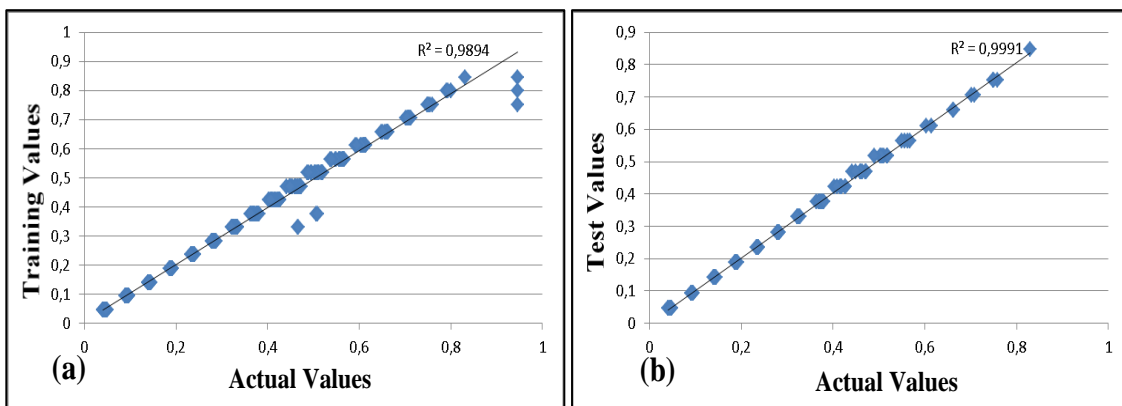 R² = 0,9894
Training Values
1
0,9
0,8
0,7
0,6
0,5
0,4
0,3
0,2
0,1
0
0 0,2 0,4 0,6 0,8 1
(a)
Actual Values
R² = 0,9991
Test Values
0,9
0,8
0,7
0,6
0,5
0,4
0,3
0,2
0,1
0
0 0,2 0,4 0,6 0,8 1
(b)
Actual Values